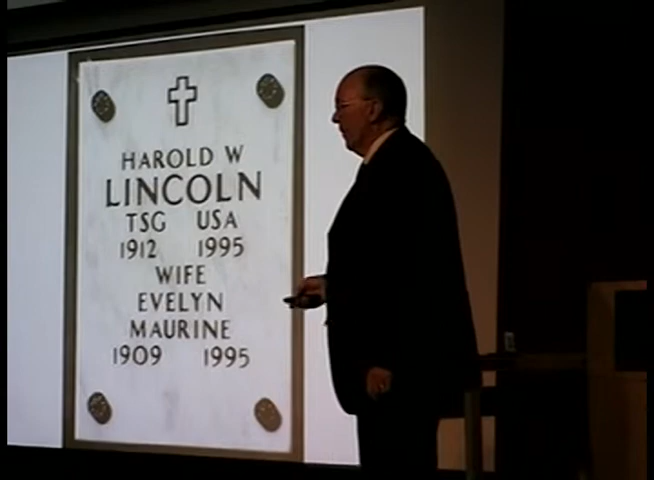 HAROLD W
LINCOLN
TSG USA
1912 1995
WIFE
EVELYN
MAURINE
1909 1995